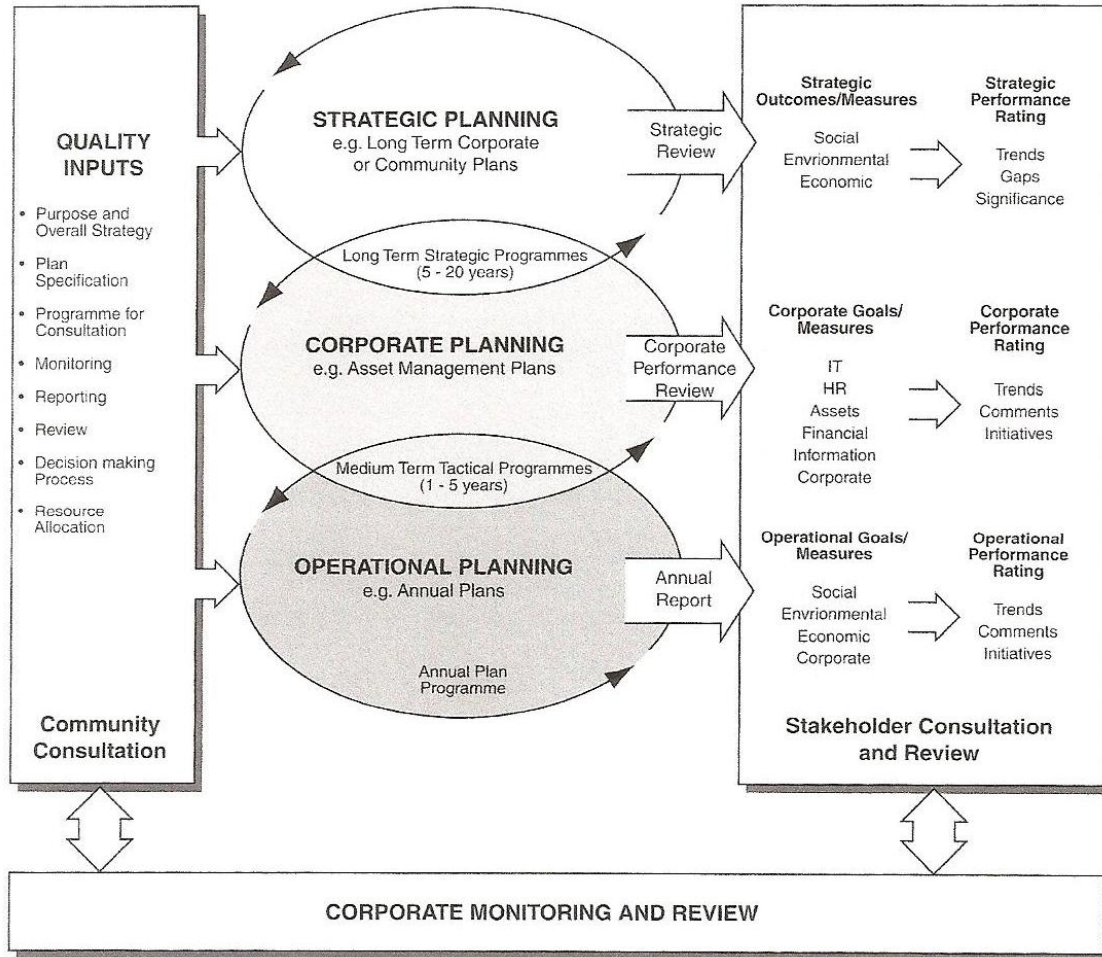 QUALITY
INPUTS
• Purpose and
Overall Strategy
• Plan
Specification
• Programme for
Consultation
• Monitoring
• Reporting
• Review
• Decision making
Process
• Resource
Allocation
Community
Consultation
STRATEGIC PLANNING
e.g. Long Term Corporate
or Community Plans
Strategic
Review
Long Term Strategic Programmes
(5 - 20 years)
CORPORATE PLANNING
e.g. Asset Management Plans
Corporate
Performance
Review
Medium Term Tactical Programmes
(1 - 5 years)
OPERATIONAL PLANNING
e.g. Annual Plans
Annual
Report
Annual Plan
Programme
Strategic
Outcomes/Measures
Social
Envrionmental
Economic
Strategic
Performance
Rating
Trends
Gaps
Significance
Corporate Goals/
Measures
IT
HR
Assets
Financial
Information
Corporate
Corporate
Performance
Rating
Trends
Comments
Initiatives
Operational Goals/
Measures
Social
Envrionmental
Economic
Corporate
Operational
Performance
Rating
Trends
Comments
Initiatives
Stakeholder Consultation
and Review
CORPORATE MONITORING AND REVIEW